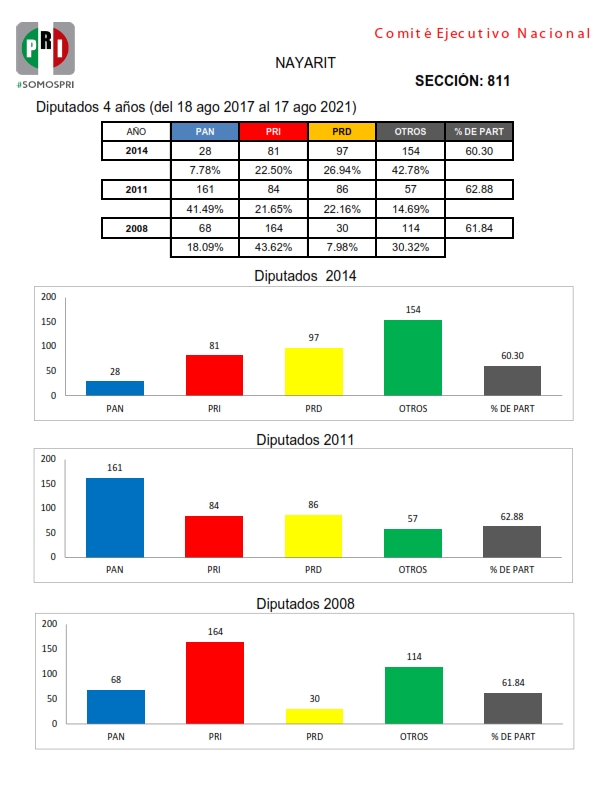 Comité Ejecutivo Nacional
PRI
#SOMOSPRI
NAYARIT
SECCIÓN: 811
Diputados 4 años (del 18 ago 2017 al 17 ago 2021)
AÑO PAN PRI PRD OTROS % DE PART
2014 28 81 97 154 60.30
7.78% 22.50% 26.94% 42.78%
2011 161 84 86 57 62.88
41.49% 21.65% 22.16% 14.69%
2008 68 164 30 114 61.84
18.09% 43.62% 7.98% 30.32%
Diputados 2014
200
150
100
50
0
28 81 97 154 60.30
PAN PRI PRD OTROS % DE PART
Diputados 2011
200
150
100
50
0
161 84 86 57 62.88
PAN PRI PRD OTROS % DE PART
Diputados 2008
200
150
100
50
0
68 164 30 114 61.84
PAN PRI PRD OTROS % DE PART